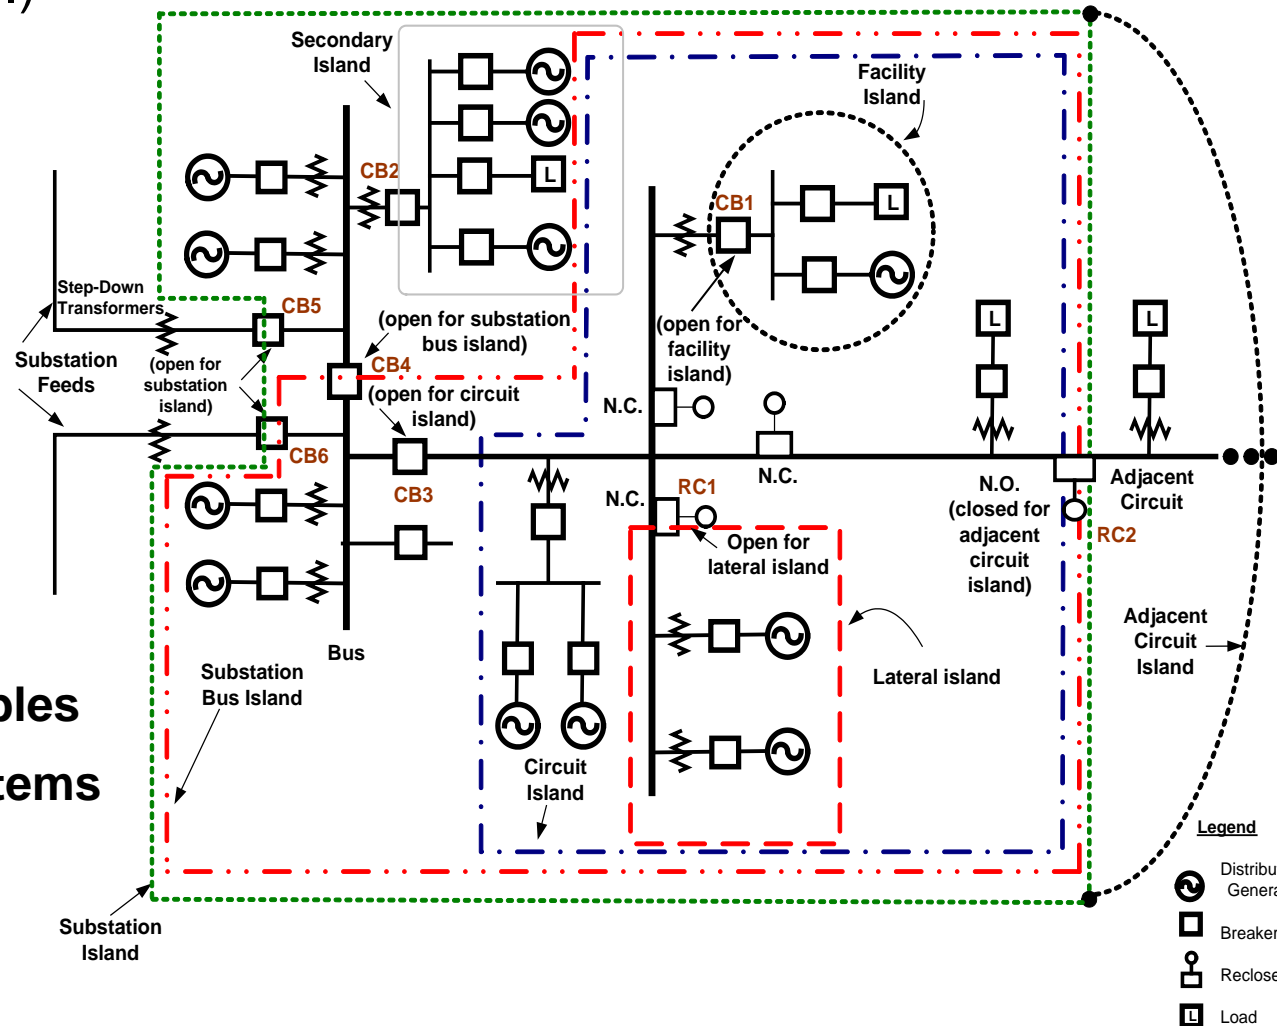 Secondary
Island
Facility
Island
CB2
L
CB1
L
Step-Down
Transformers
CB5
(open for substation
bus island)
CB4
Substation
Feeds
(open for
substation
island)
(open for circuit
island)
(open for
facility
island)
L
L
N.C.
CB6
CB3
N.C.
RC1
N.C.
N.O.
(closed for
adjacent
circuit
island)
Adjacent
Circuit
RC2
Open for
lateral island
Bus
Substation
Bus Island
Lateral island
Adjacent
Circuit
Island
Circuit
Island
Substation
Island
Legend
Breaker
L
Load